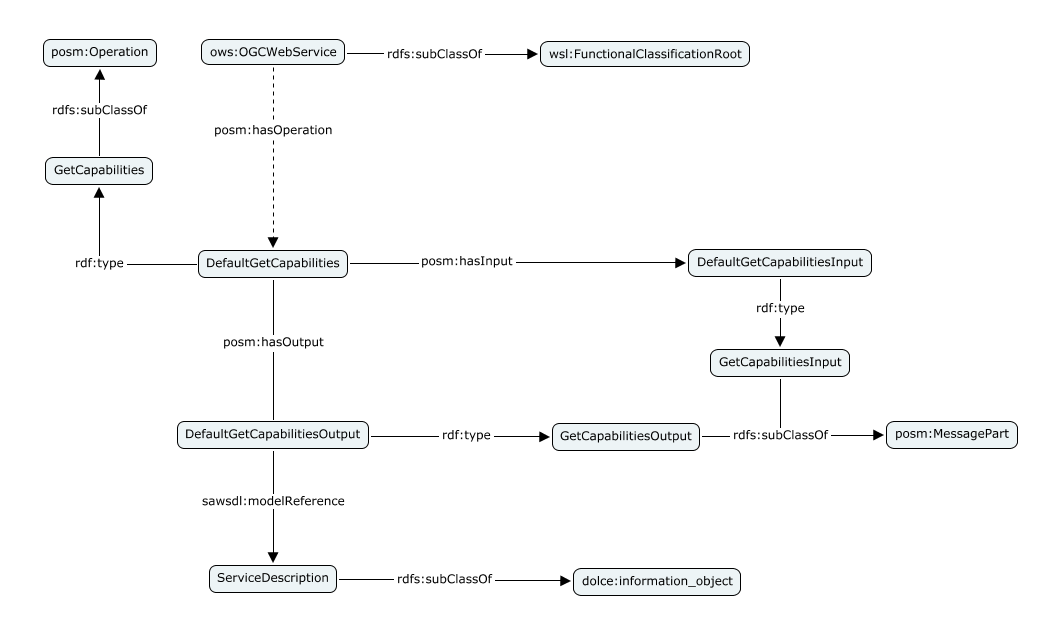 posm:Operation
ows:OGCWebService
rdfs:subClassOf
wsl:FunctionalClassificationRoot
rdfs:subClassOf
posm:hasOperation
GetCapabilities
rdf:type
DefaultGetCapabilities
posm:hasInput
DefaultGetCapabilitiesInput
rdf:type
posm:hasOutput
GetCapabilitiesInput
DefaultGetCapabilitiesOutput
rdf:type
GetCapabilitiesOutput
rdfs:subClassOf
posm:MessagePart
sawsdl:modelReference
ServiceDescription
rdfs:subClassOf
dolce:information_object